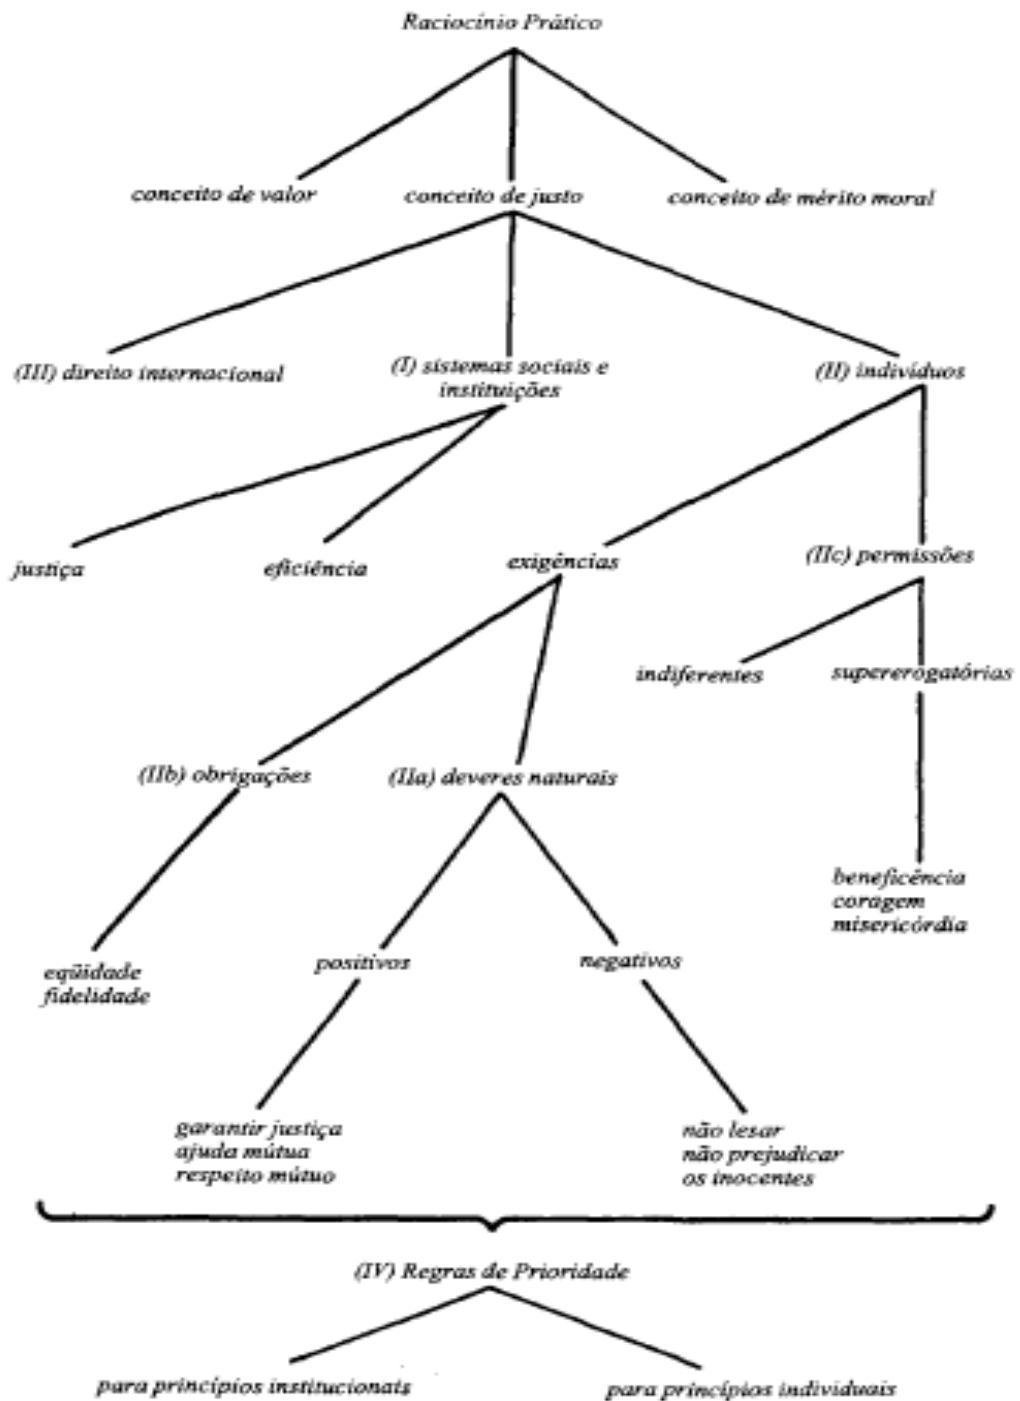 Raciocínio Prático
conceito de valor
conceito de justo
conceito de mérito moral
(III) direito internacional
(I) sistemas sociais e
instituições
(II) indivíduos
justiça
eficiência
exigências
(IIc) permissões
indiferentes
supererogatórias
(IIb) obrigações
(IIa) deveres naturais
beneficência
coragem
misericórdia
eqüidade
fidelidade
positivos
negativos
garantir justiça
ajuda mútua
respeito mútuo
não lesar
não prejudicar
os inocentes
(IV) Regras de Prioridade
para princípios institucionais
para princípios individuais